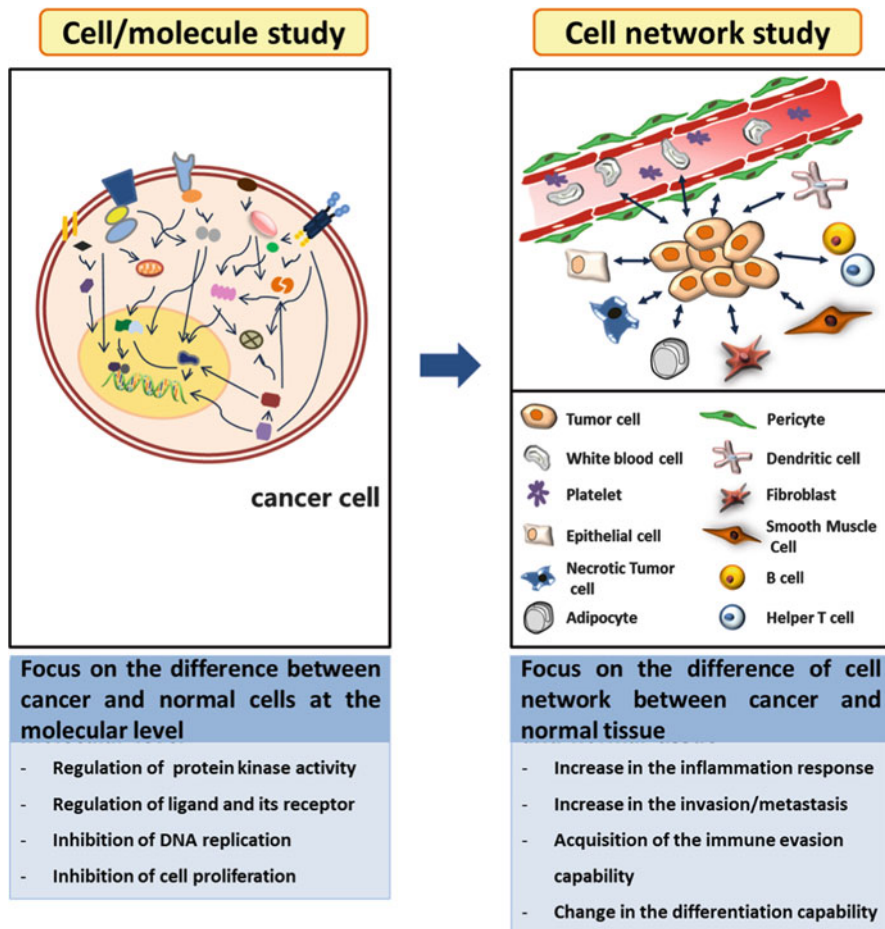 Cell/molecule study
cancer cell
Focus on the difference between
cancer and normal cells at the
molecular level
- Regulation of protein kinase activity
- Regulation of ligand and its receptor
- Inhibition of DNA replication
- Inhibition of cell proliferation
Cell network study
Tumor cell
Pericyte
White blood cell
Dendritic cell
Platelet
Fibroblast
Epithelial cell
Smooth Muscle
Cell
Necrotic Tumor
cell
B cell
Adipocyte
Helper T cell
Focus on the difference of cell
network between cancer and
normal tissue
- Increase in the inflammation response
- Increase in the invasion/metastasis
- Acquisition of the immune evasion
capability
- Change in the differentiation capability